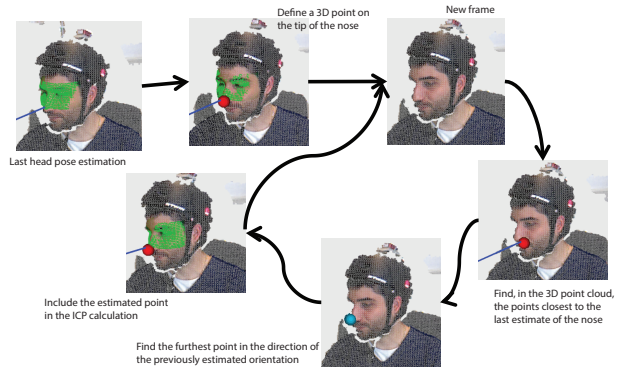 Define a 3D point on
the tip of the nose
New frame
Last head pose estimation
Find, in the 3D point cloud,
the points closest to the
last estimate of the nose
Find the furthest point in the direction of
the previously estimated orientation
Include the estimated point
in the ICP calculation